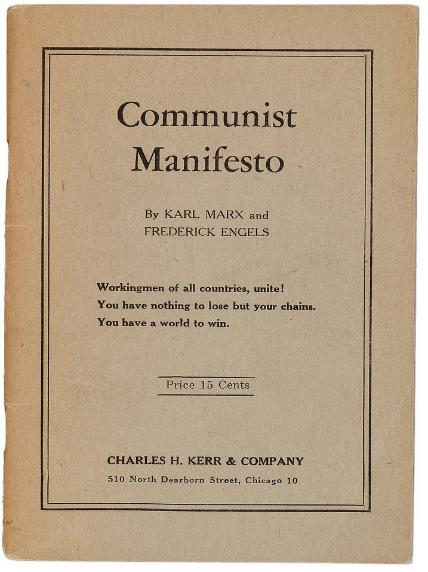 Communist
Manifesto
By KARL MARX and
FREDERICK ENGELS
Workingmen of all countries, unite!
You have nothing to lose but your chains.
You have a world to win.
Price 15 Cents
CHARLES H. KERR & COMPANY
510 North Dearborn Street, Chicago 10